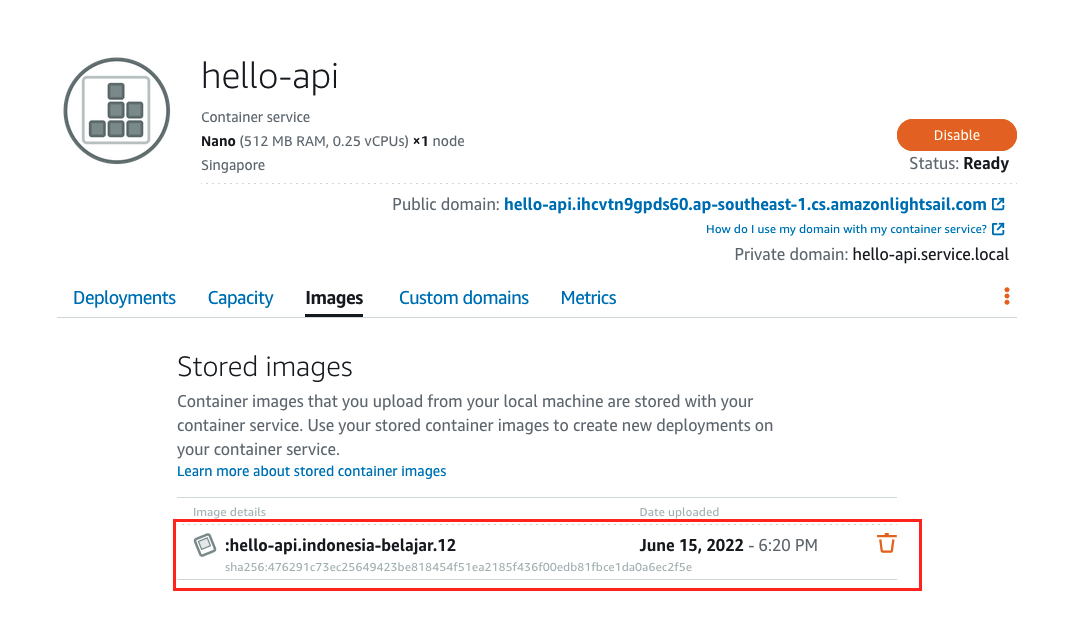 hello-api
Container service
Nano (512 MB RAM, 0.25 vCPUs) ×1 node
Singapore
Disable
Status: Ready
Public domain: hello-api.ihcvtn9gpds60.ap-southeast-1.cs.amazonlightsail.com
How do I use my domain with my container service?
Private domain: hello-api.service.local
Deployments Capacity Images Custom domains Metrics
Stored images
Container images that you upload from your local machine are stored with your
container service. Use your stored container images to create new deployments on
your container service.
Learn more about stored container images
Image details Date uploaded
:hello-api.indonesia-belajar.12 June 15, 2022 - 6:20 PM
sha256:476291c73ec25649423be818454f51ea2185f436f00edb81fbce1da0a6ec2f5e